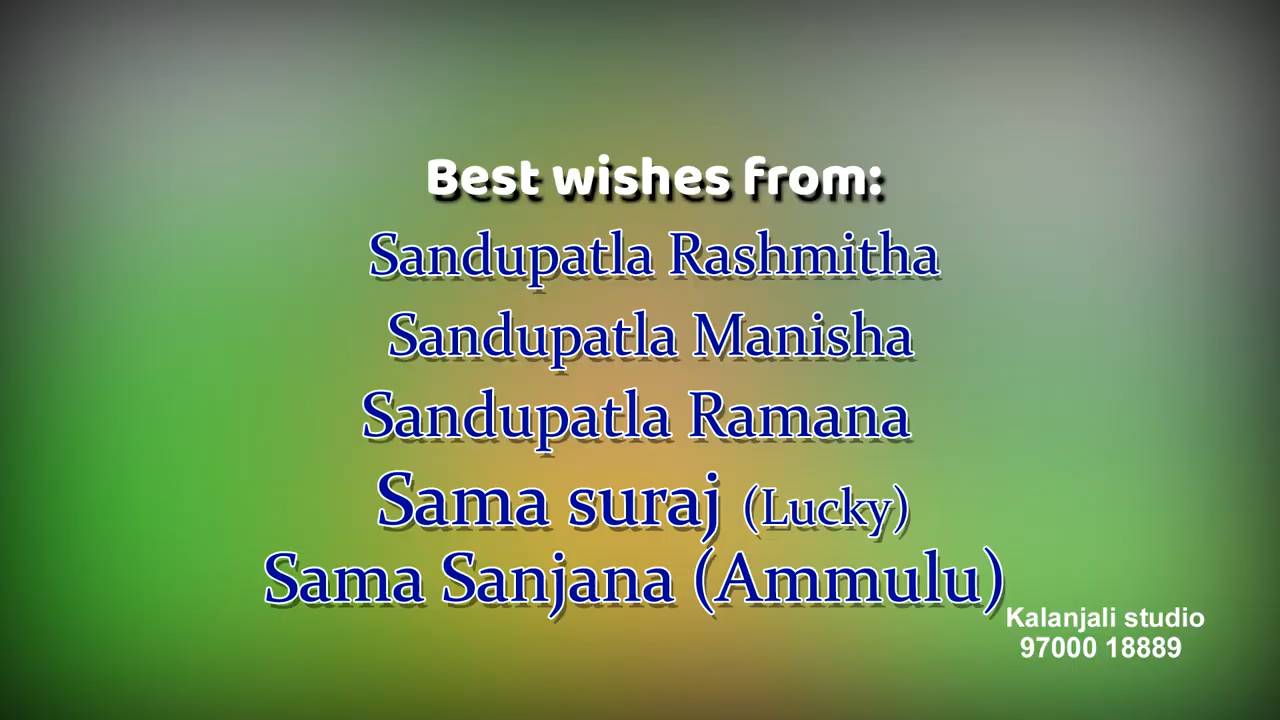 Best wishes from:
Sandupatla Rashmitha
Sandupatla Manisha
Sandupatla Ramana
Sama suraj (Lucky)
Sama Sanjana (Ammulu)
Kalanjali studio
97000 18889